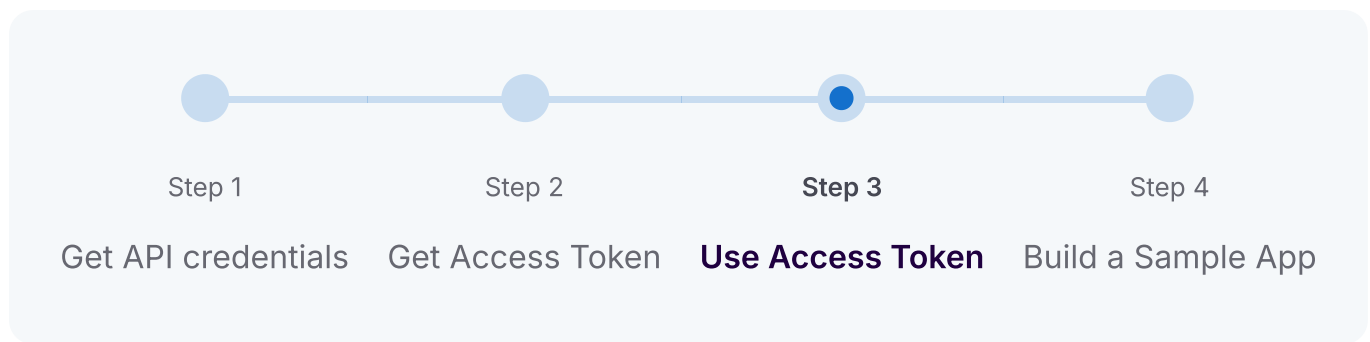 Step 1
Step 2
Step 3
Step 4
Get API credentials
Get Access Token
Use Access Token
Build a Sample App